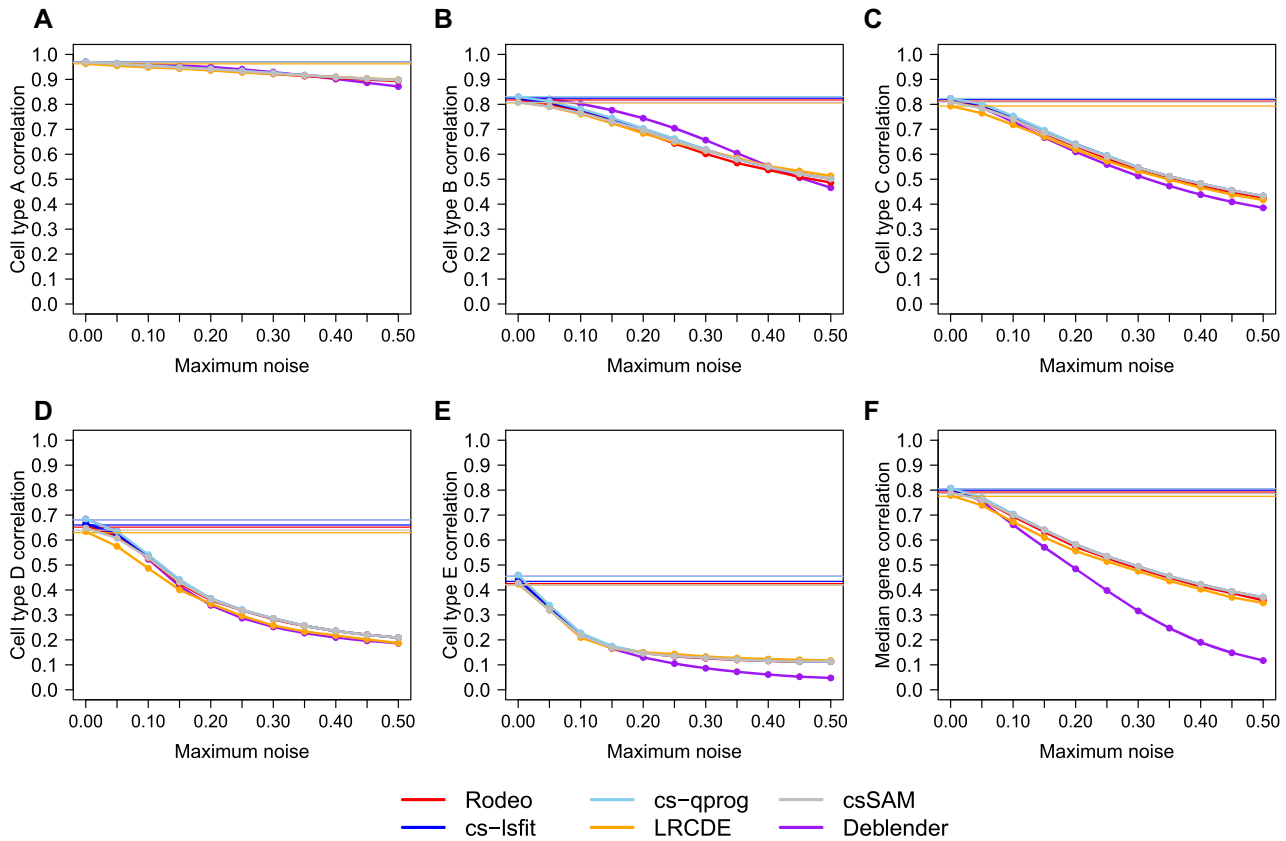 A
Cell type A correlation
1.0
0.9
0.8
0.7
0.6
0.5
0.4
0.3
0.2
0.1
0.0
0.00 0.10 0.20 0.30 0.40 0.50
Maximum noise
B
Cell type B correlation
1.0
0.9
0.8
0.7
0.6
0.5
0.4
0.3
0.2
0.1
0.0
0.00 0.10 0.20 0.30 0.40 0.50
Maximum noise
C
Cell type C correlation
1.0
0.9
0.8
0.7
0.6
0.5
0.4
0.3
0.2
0.1
0.0
0.00 0.10 0.20 0.30 0.40 0.50
Maximum noise
D
Cell type D correlation
1.0
0.9
0.8
0.7
0.6
0.5
0.4
0.3
0.2
0.1
0.0
0.00 0.10 0.20 0.30 0.40 0.50
Maximum noise
E
Cell type E correlation
1.0
0.9
0.8
0.7
0.6
0.5
0.4
0.3
0.2
0.1
0.0
0.00 0.10 0.20 0.30 0.40 0.50
Maximum noise
F
Median gene correlation
1.0
0.9
0.8
0.7
0.6
0.5
0.4
0.3
0.2
0.1
0.0
0.00 0.10 0.20 0.30 0.40 0.50
Maximum noise
Rodeo cs−qprog csSAM
cs−lsfit LRCDE Deblender